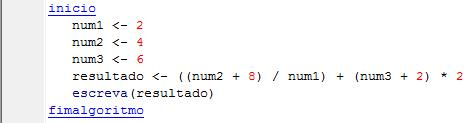 inicio
num1 <- 2
num2 <- 4
num3 <- 6
resultado <- ((num2 + 8) / num1) + (num3 + 2) * 2
escreva(resultado)
fimalgoritmo